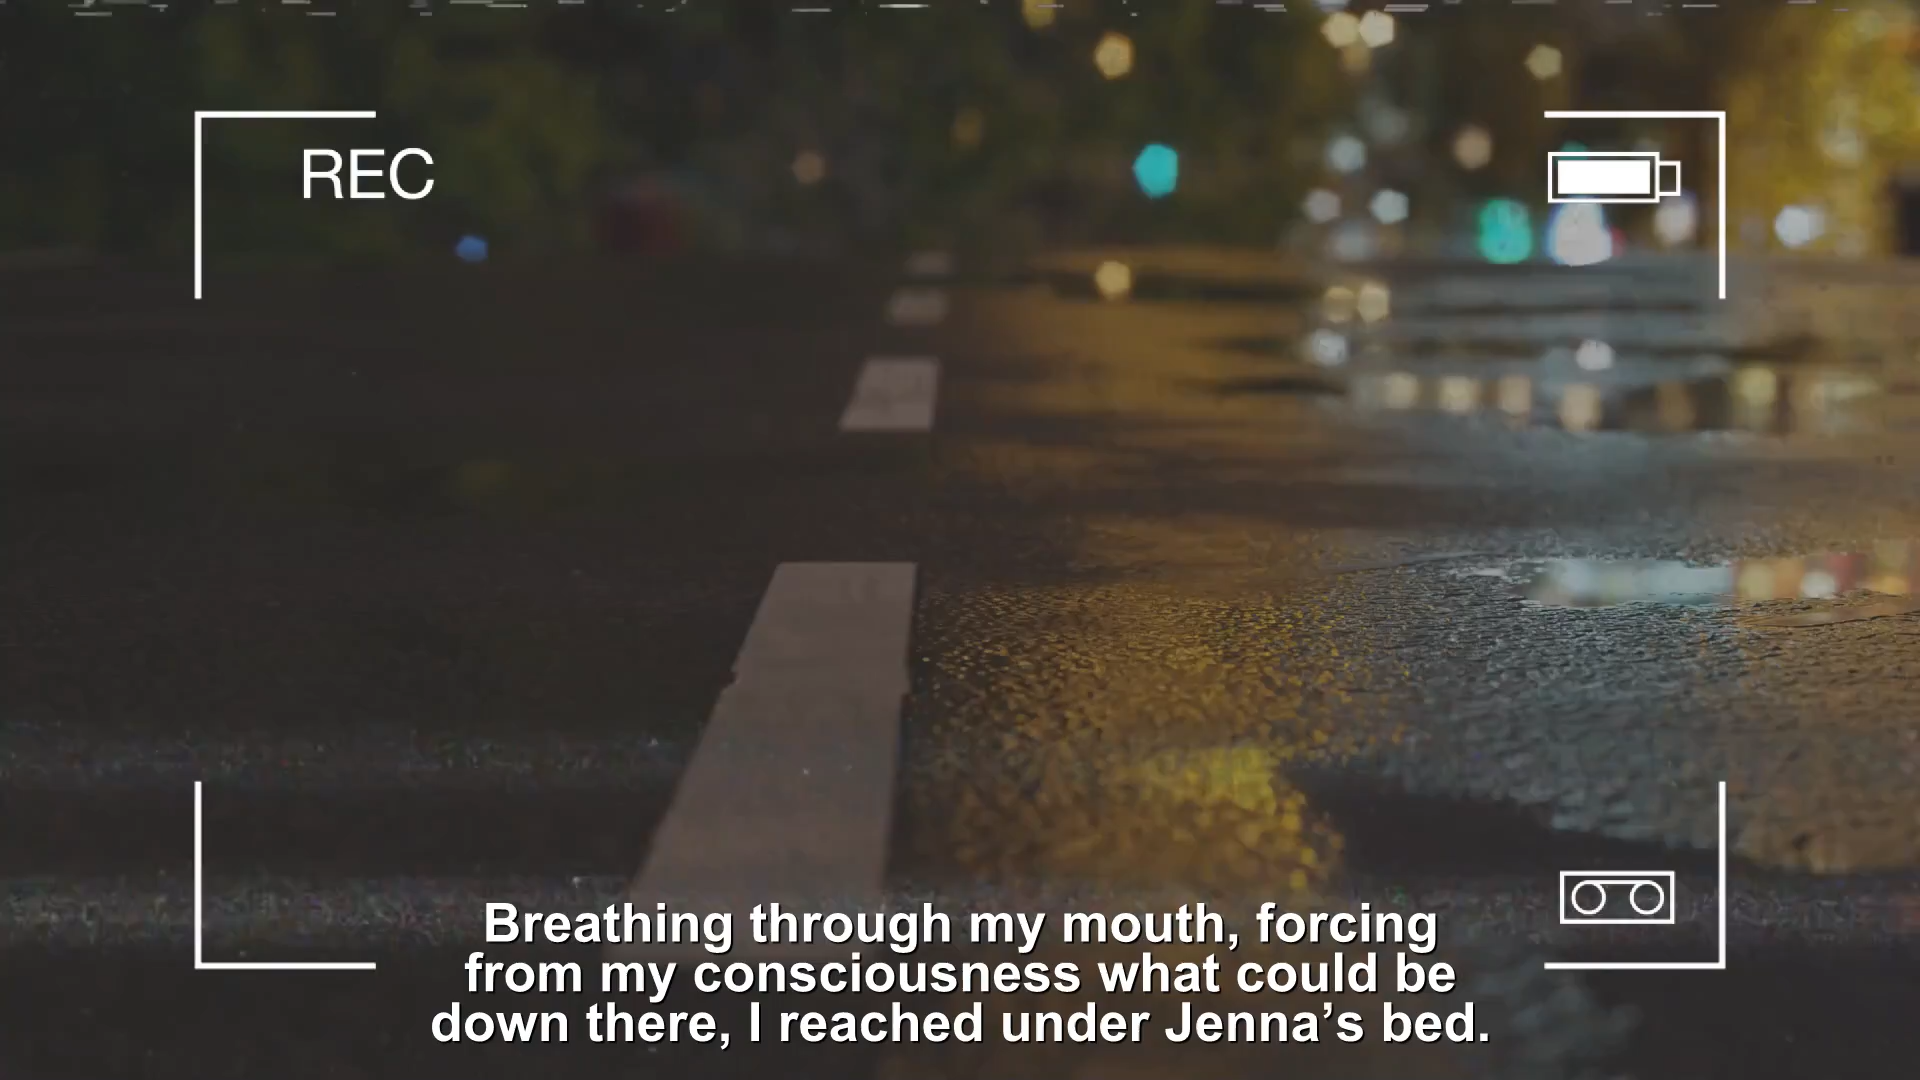 REC
Breathing through my mouth, forcing
from my consciousness what could be
down there, I reached under Jenna’s bed.